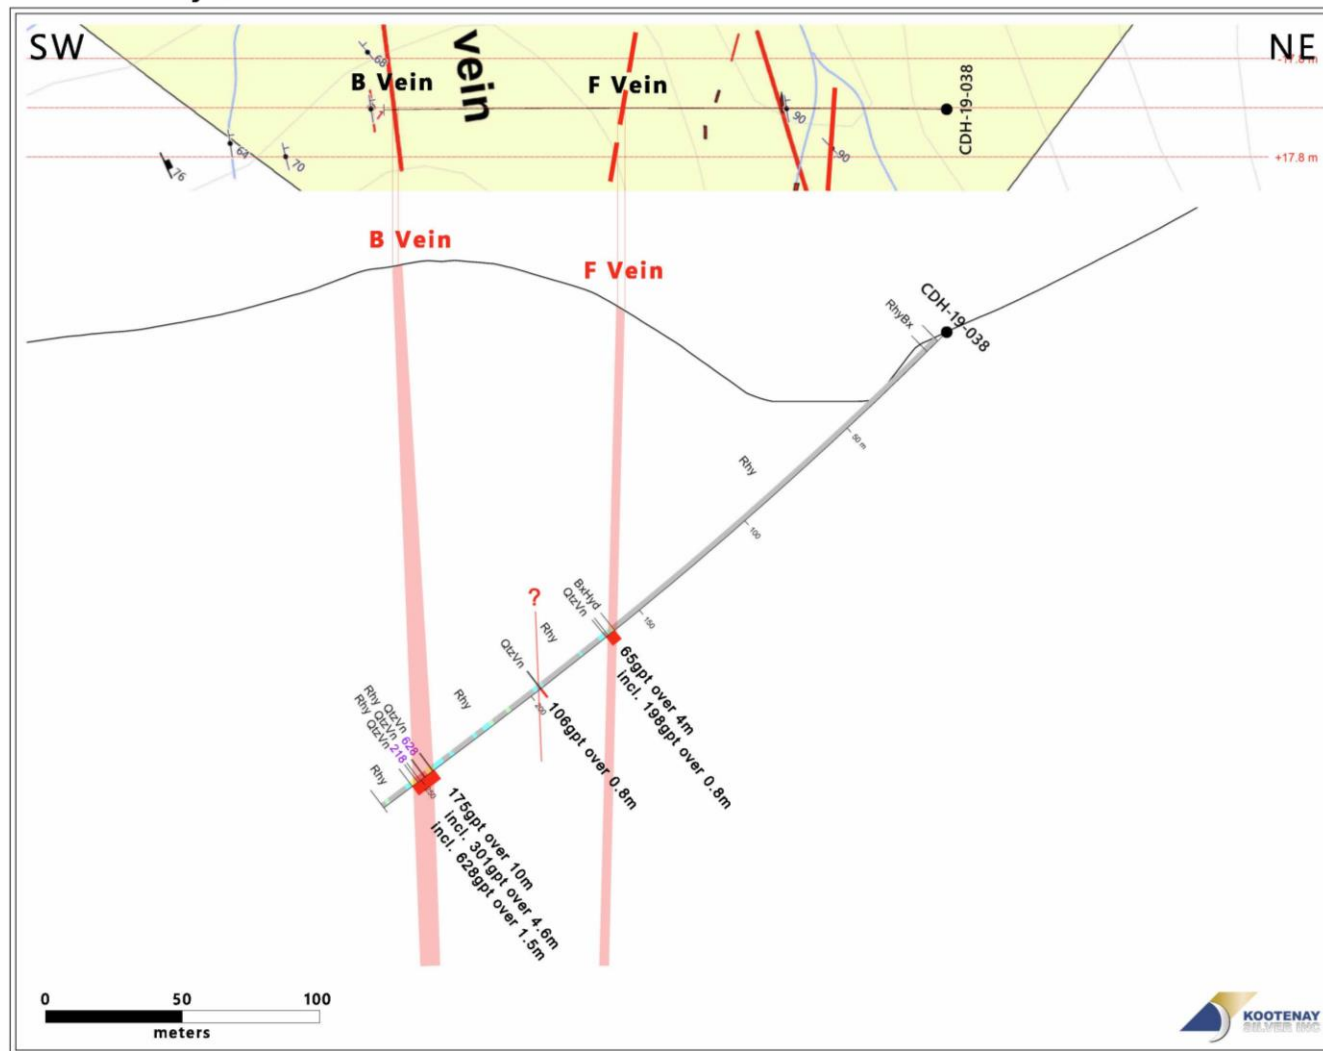 SW
NE
vein
B Vein
F Vein
68
90
90
64
70
76
CDH-19-038
-17.8 m
+17.8 m
B Vein
F Vein
CDH-19-038
RhyBx
50 m
Rhy
100
150
BxHyd
QtzVn
?
Rhy
QtzVn
200
65gpt over 4m
incl. 198gpt over 0.8m
106gpt over 0.8m
Rhy
QtzVn 628
Rhy QtzVn
Rhy QtzVn 218
Rhy
175gpt over 10m
incl. 301gpt over 4.6m
incl. 628gpt over 1.5m
0 50 100
meters
KOOTENAY
SILVER INC